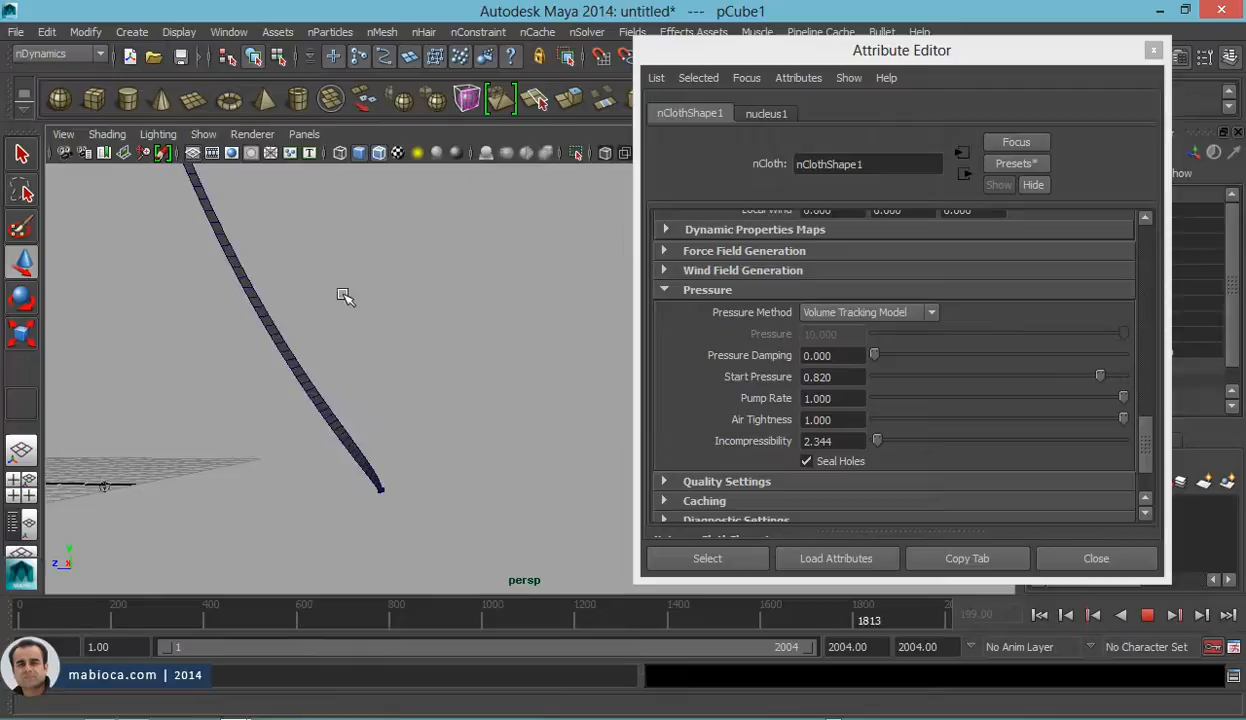 Autodesk Maya 2014: untitled* --- pCube1
File Edit Modify Create Display Window Assets nParticles nMesh nHair nConstraint nCache nSolver Fields Effects Assets Muscle Pipeline Cache Bullet
nDynamics
View Shading Lighting Show Renderer Panels
z x
y
persp
Attribute Editor
List Selected Focus Attributes Show Help
nClothShape1 nucleus1
nCloth: nClothShape1
Focus
Presets*
Show Hide
Local Wind 0.000 0.000 0.000
Dynamic Properties Maps
Force Field Generation
Wind Field Generation
Pressure
Pressure Method Volume Tracking Model
Pressure 10.000
Pressure Damping 0.000
Start Pressure 0.820
Pump Rate 1.000
Air Tightness 1.000
Incompressibility 2.344
Seal Holes
Quality Settings
Caching
Diagnostic Settings
Select Load Attributes Copy Tab Close
how
0 200 400 600 800 1000 1200 1400 1600 1800 20
1813
199.00
1.00 1 2004 2004.00 2004.00 No Anim Layer No Character Set
mabioca.com | 2014